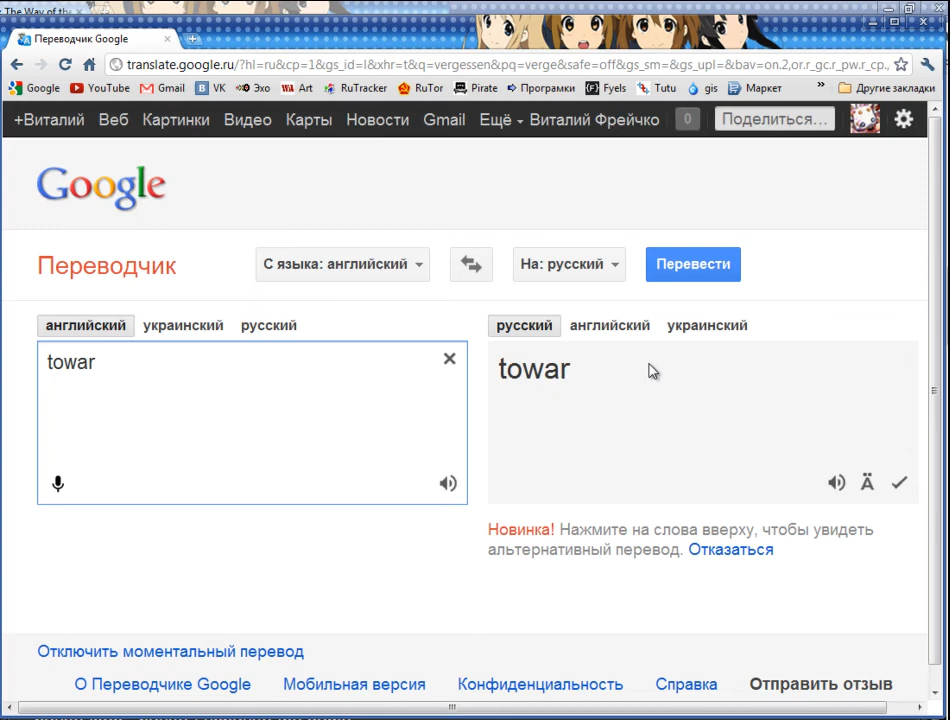 The Way of th
Переводчик Google
translate.google.ru/?hl=ru&cp=1&gs_id=l&xhr=t&q=vergessen&pq=verge&safe=off&gs_sm=&gs_upl=&bav=on.2,or.r_gc.r_pw.r_cp.,
Google YouTube Gmail VK Эхо Art RuTracker RuTor Pirate Програмки Fyels Tutu gis Маркет » Другие закладки
+Виталий Веб Картинки Видео Карты Новости Gmail Ещё Виталий Фрейчко 0 Поделиться...
Google
Переводчик С языка: английский На: русский Перевести
английский украинский русский русский английский украинский
towar towar
Новинка! Нажмите на слова вверху, чтобы увидеть
альтернативный перевод. Отказаться
Отключить моментальный перевод
О Переводчике Google Мобильная версия Конфиденциальность Справка Отправить отзыв